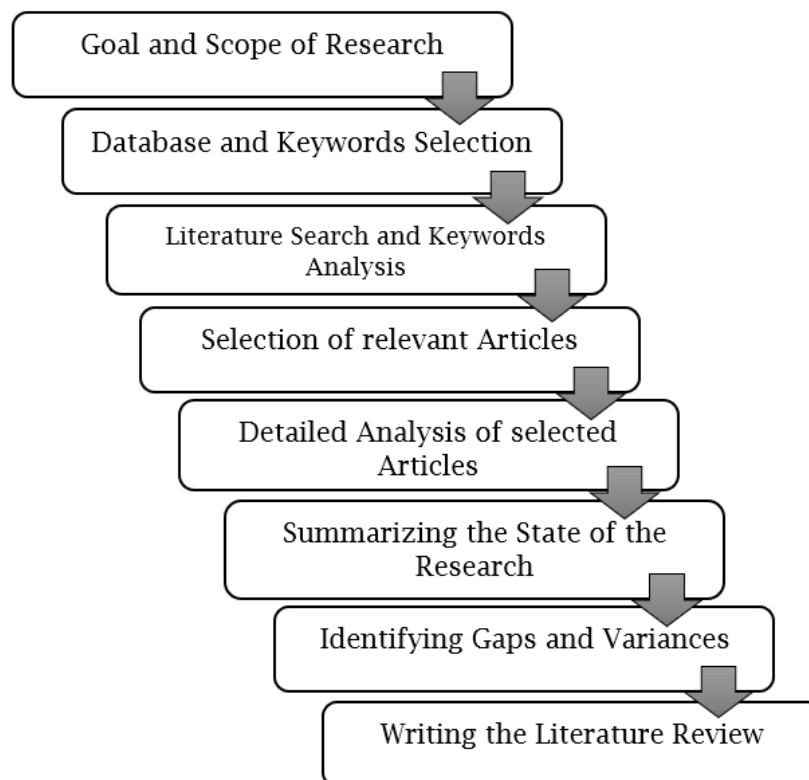 Goal and Scope of Research
Database and Keywords Selection
Literature Search and Keywords
Analysis
Selection of relevant Articles
Detailed Analysis of selected
Articles
Summarizing the State of the
Research
Identifying Gaps and Variances
Writing the Literature Review